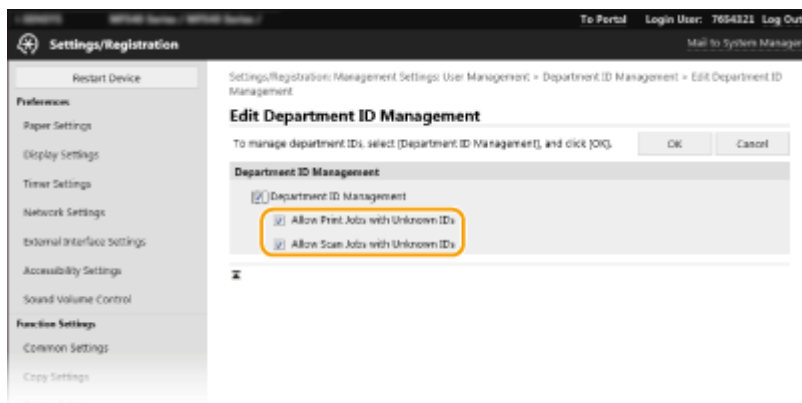 To Portal Login User: 7654321 Log Out
Settings/Registration
Mail to System Manager
Restart Device
Preferences
Paper Settings
Display Settings
Timer Settings
Network Settings
External Interface Settings
Accessibility Settings
Sound Volume Control
Function Settings
Common Settings
Copy Settings
Settings/Registration: Management Settings: User Management > Department ID Management > Edit Department ID
Management
Edit Department ID Management
To manage department IDs, select [Department ID Management], and click [OK].
OK
Cancel
Department ID Management
Department ID Management
Allow Print Jobs with Unknown IDs
Allow Scan Jobs with Unknown IDs